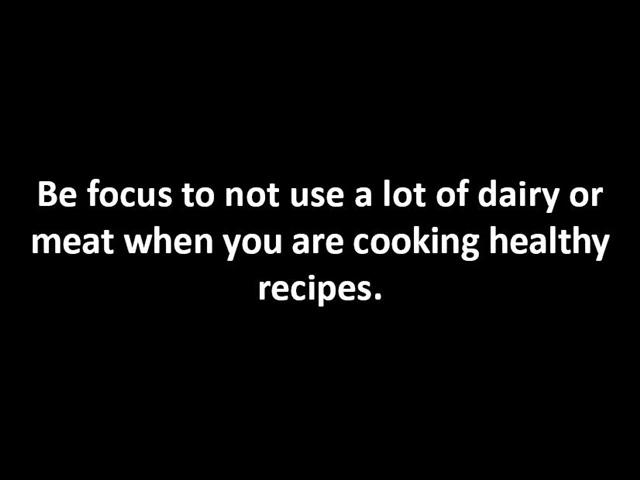 Be focus to not use a lot of dairy or
meat when you are cooking healthy
recipes.